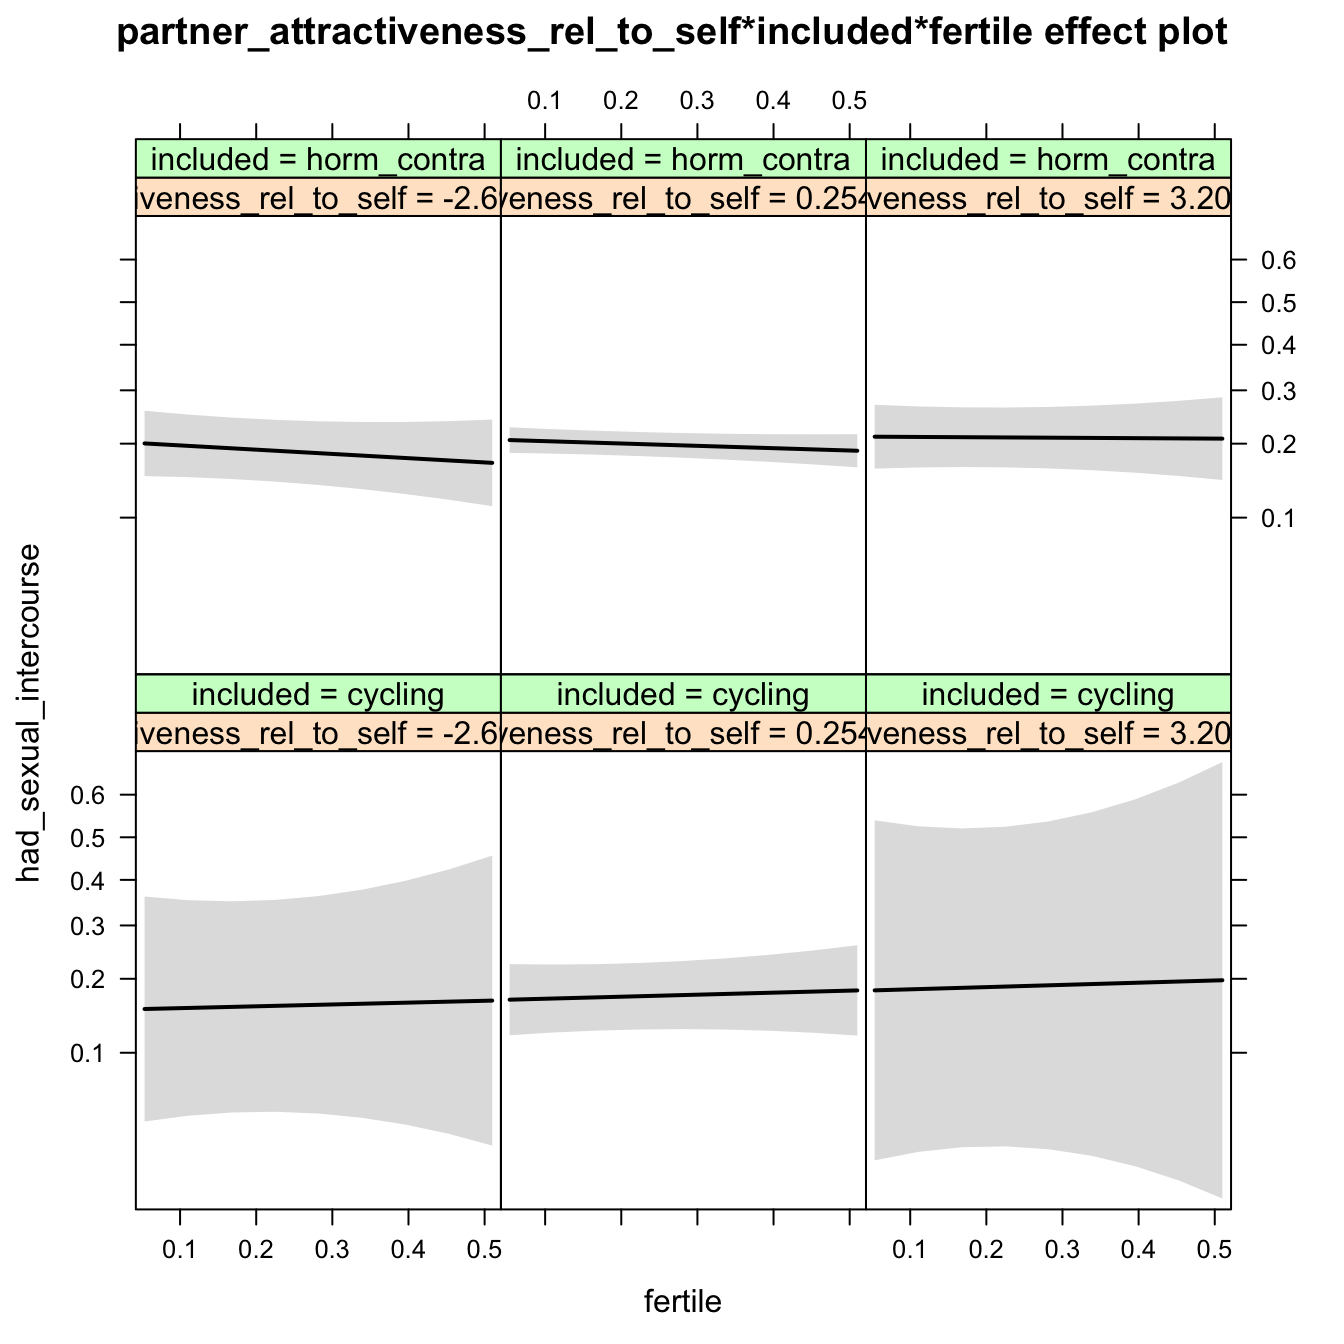 partner_attractiveness_rel_to_self*included*fertile effect plot
0.1 0.2 0.3 0.4 0.5
included = horm_contra included = horm_contra included = horm_contra
iveness_rel_to_self = -2.6 veness_rel_to_self = 0.254 veness_rel_to_self = 3.20
0.6
0.5
0.4
0.3
0.2
0.1
had_sexual_intercourse
included = cycling included = cycling included = cycling
iveness_rel_to_self = -2.6 veness_rel_to_self = 0.254 veness_rel_to_self = 3.20
0.6
0.5
0.4
0.3
0.2
0.1
0.1 0.2 0.3 0.4 0.5 0.1 0.2 0.3 0.4 0.5
fertile